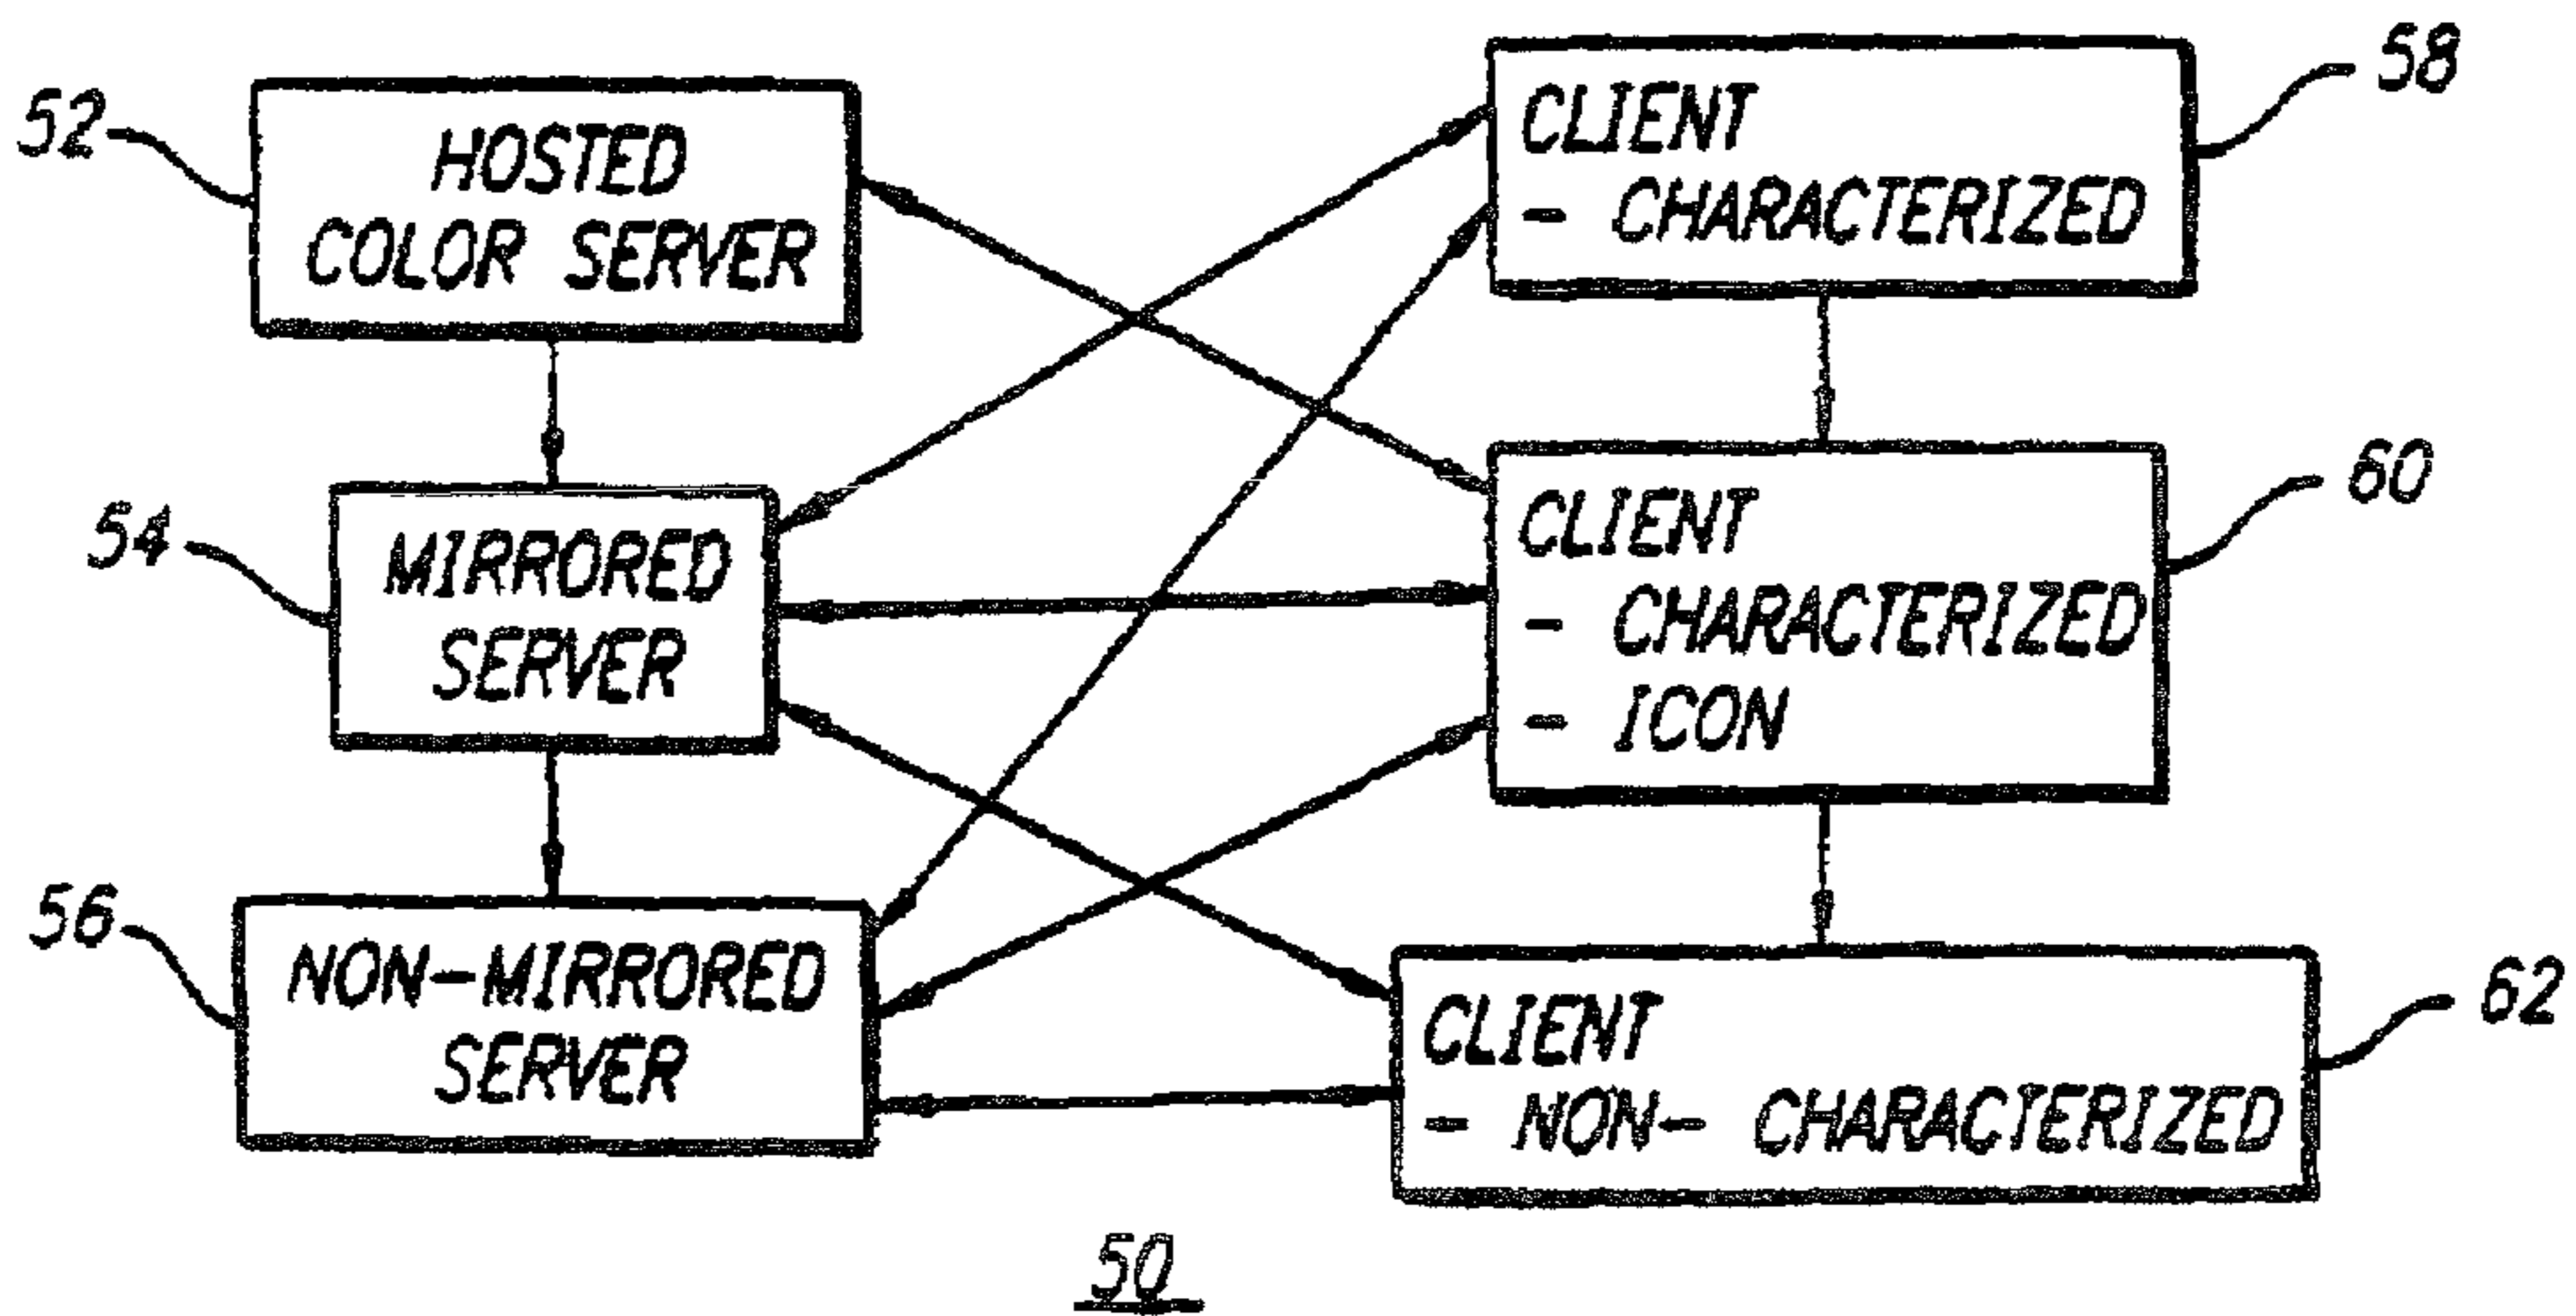 52
HOSTED
COLOR SERVER
58
CLIENT
- CHARACTERIZED
54
MIRRORED
SERVER
60
CLIENT
- CHARACTERIZED
- ICON
56
NON-MIRRORED
SERVER
62
CLIENT
- NON- CHARACTERIZED
50